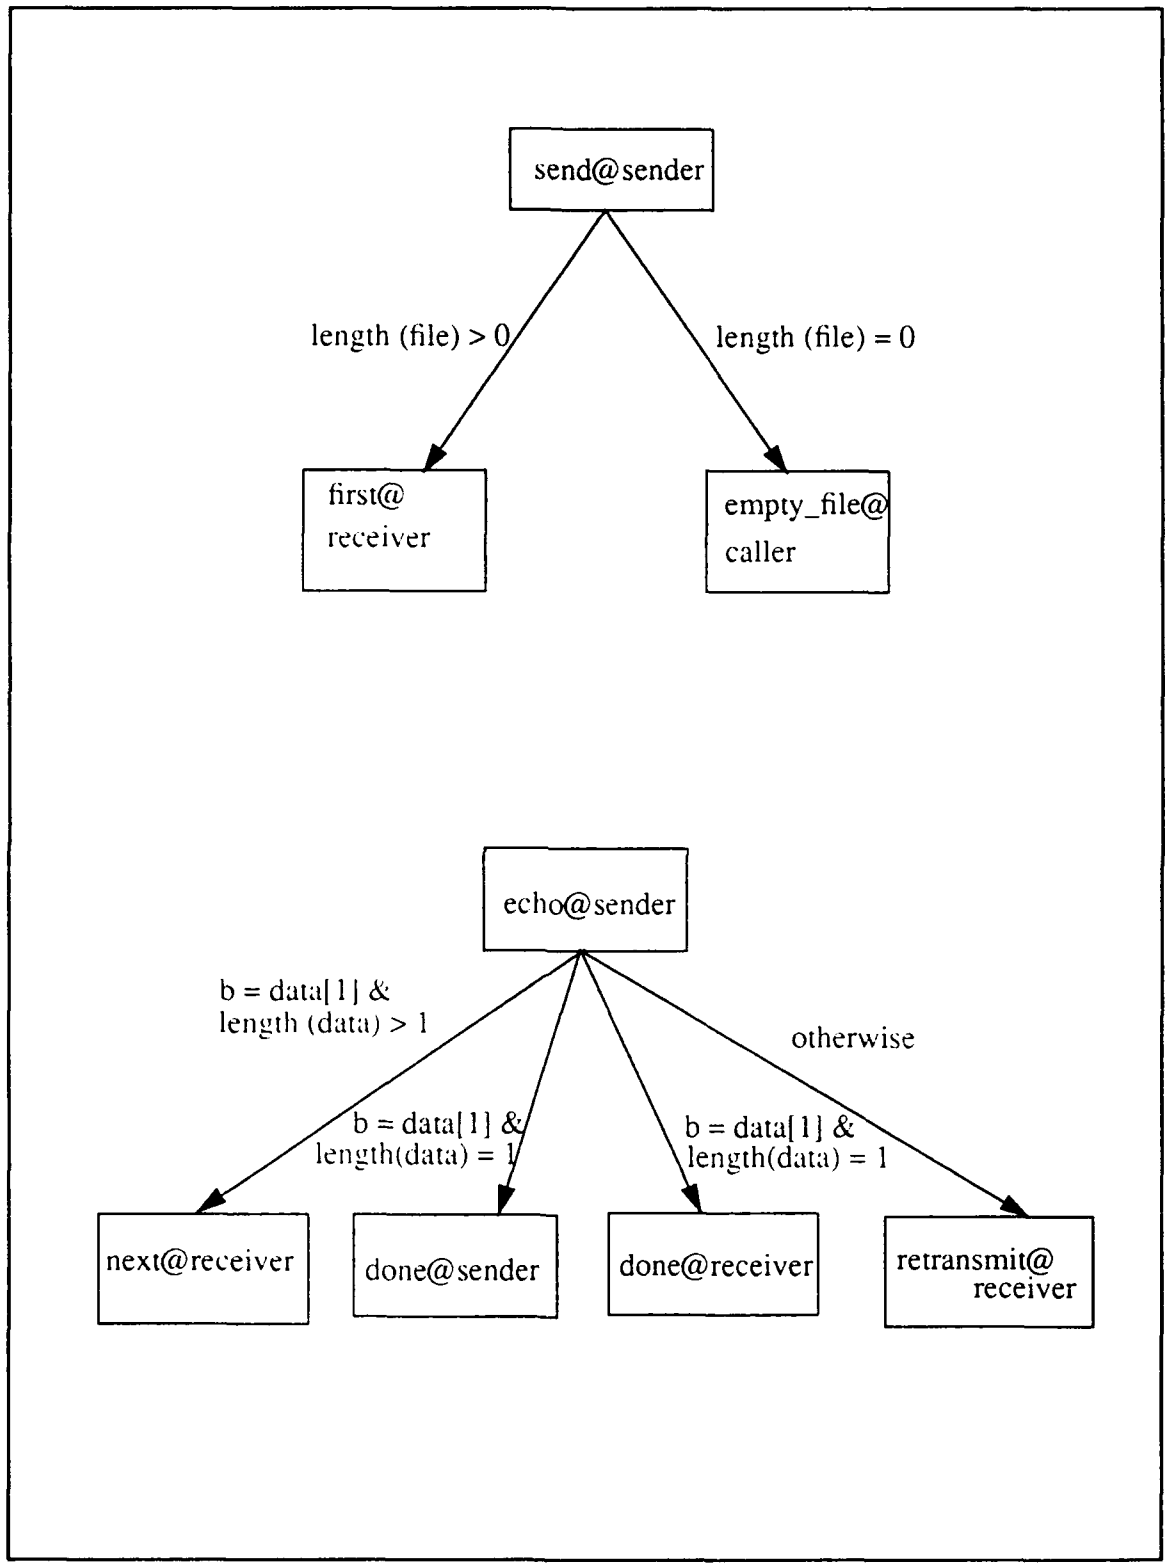 send@sender
length (file) > 0
length (file) = 0
first@
receiver
empty_file@
caller
echo@sender
b = data[1] &
length (data) > 1
otherwise
b = data[1] &
length(data) = 1
b = data[1] &
length(data) = 1
next@receiver
done@sender
done@receiver
retransmit@
receiver